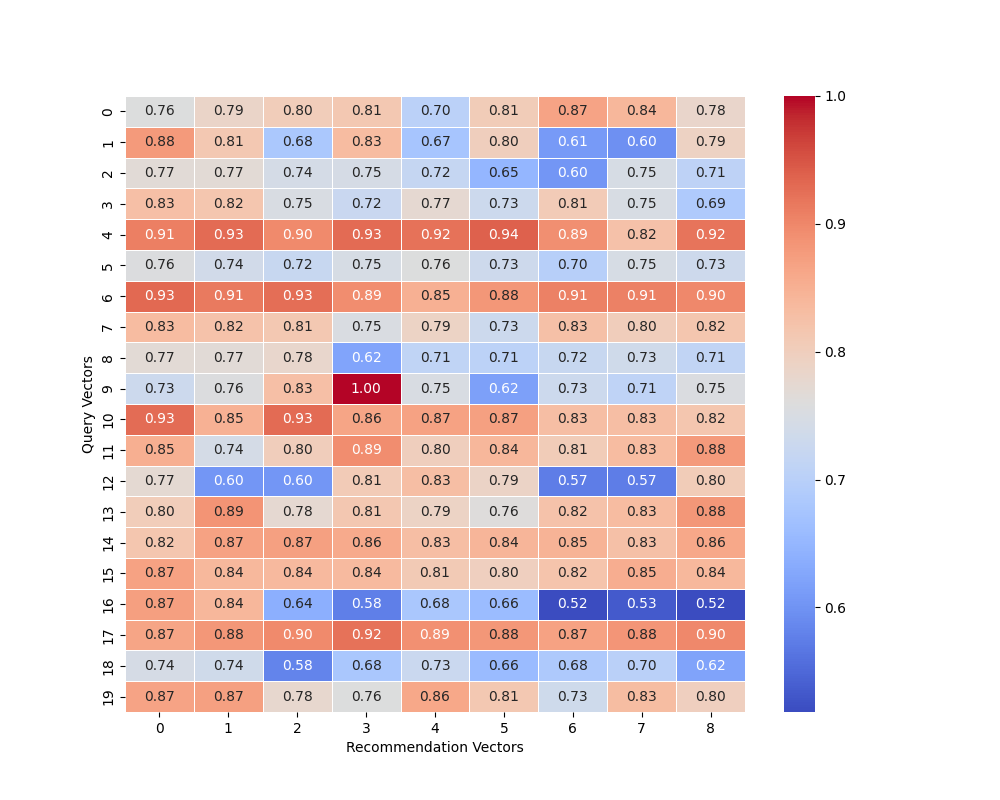 0 0.76 0.79 0.80 0.81 0.70 0.81 0.87 0.84 0.78
1 0.88 0.81 0.68 0.83 0.67 0.80 0.61 0.60 0.79
2 0.77 0.77 0.74 0.75 0.72 0.65 0.60 0.75 0.71
3 0.83 0.82 0.75 0.72 0.77 0.73 0.81 0.75 0.69
4 0.91 0.93 0.90 0.93 0.92 0.94 0.89 0.82 0.92
5 0.76 0.74 0.72 0.75 0.76 0.73 0.70 0.75 0.73
6 0.93 0.91 0.93 0.89 0.85 0.88 0.91 0.91 0.90
7 0.83 0.82 0.81 0.75 0.79 0.73 0.83 0.80 0.82
8 0.77 0.77 0.78 0.62 0.71 0.71 0.72 0.73 0.71
9 0.73 0.76 0.83 1.00 0.75 0.62 0.73 0.71 0.75
10 0.93 0.85 0.93 0.86 0.87 0.87 0.83 0.83 0.82
11 0.85 0.74 0.80 0.89 0.80 0.84 0.81 0.83 0.88
12 0.77 0.60 0.60 0.81 0.83 0.79 0.57 0.57 0.80
13 0.80 0.89 0.78 0.81 0.79 0.76 0.82 0.83 0.88
14 0.82 0.87 0.87 0.86 0.83 0.84 0.85 0.83 0.86
15 0.87 0.84 0.84 0.84 0.81 0.80 0.82 0.85 0.84
16 0.87 0.84 0.64 0.58 0.68 0.66 0.52 0.53 0.52
17 0.87 0.88 0.90 0.92 0.89 0.88 0.87 0.88 0.90
18 0.74 0.74 0.58 0.68 0.73 0.66 0.68 0.70 0.62
19 0.87 0.87 0.78 0.76 0.86 0.81 0.73 0.83 0.80
0 1 2 3 4 5 6 7 8
Recommendation Vectors
Query Vectors
1.0
0.9
0.8
0.7
0.6